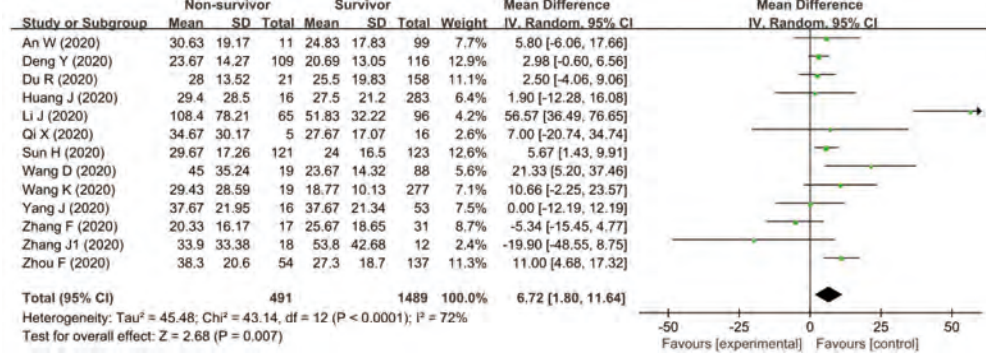 Non-survivor Survivor Mean Difference Mean Difference
Study or Subgroup Mean SD Total Mean SD Total Weight IV, Random, 95% CI IV, Random, 95% CI
An W (2020) 30.63 19.17 11 24.83 17.83 99 7.7% 5.80 [-6.06, 17.66]
Deng Y (2020) 23.67 14.27 109 20.69 13.05 116 12.9% 2.98 [-0.60, 6.56]
Du R (2020) 28 13.52 21 25.5 19.83 158 11.1% 2.50 [-4.06, 9.06]
Huang J (2020) 29.4 28.5 16 27.5 21.2 283 6.4% 1.90 [-12.28, 16.08]
Li J (2020) 108.4 78.21 65 51.83 32.22 96 4.2% 56.57 [36.49, 76.65]
Qi X (2020) 34.67 30.17 5 27.67 17.07 16 2.6% 7.00 [-20.74, 34.74]
Sun H (2020) 29.67 17.26 121 24 16.5 123 12.6% 5.67 [1.43, 9.91]
Wang D (2020) 45 35.24 19 23.67 14.32 88 5.6% 21.33 [5.20, 37.46]
Wang K (2020) 29.43 28.59 19 18.77 10.13 277 7.1% 10.66 [-2.25, 23.57]
Yang J (2020) 37.67 21.95 16 37.67 21.34 53 7.5% 0.00 [-12.19, 12.19]
Zhang F (2020) 20.33 16.17 17 25.67 18.65 31 8.7% -5.34 [-15.45, 4.77]
Zhang J1 (2020) 33.9 33.38 18 53.8 42.68 12 2.4% -19.90 [-48.55, 8.75]
Zhou F (2020) 38.3 20.6 54 27.3 18.7 137 11.3% 11.00 [4.68, 17.32]
Total (95% CI) 491 1489 100.0% 6.72 [1.80, 11.64]
Heterogeneity: Tau² = 45.48; Chi² = 43.14, df = 12 (P < 0.0001); I² = 72%
Test for overall effect: Z = 2.68 (P = 0.007)
-50 -25 0 25 50
Favours [experimental] Favours [control]